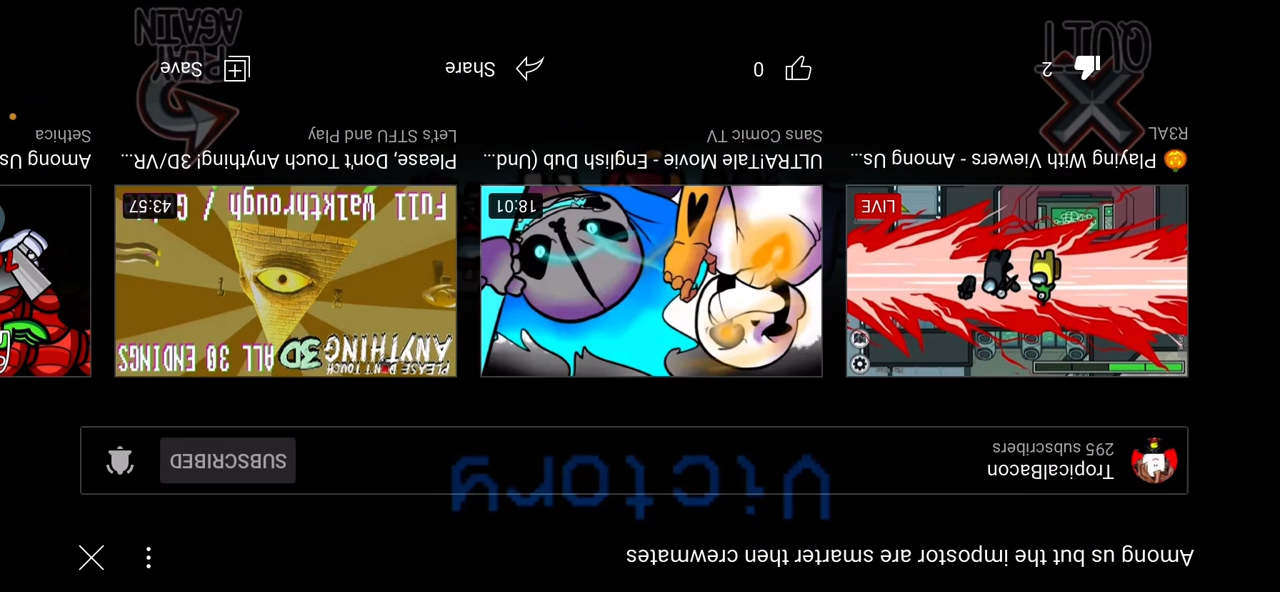 Among us but the impostor are smarter then crewmates
Victory
TropicalBacon
295 subscribers
SUBSCRIBED
PLEASE DON'T TOUCH
ANYTHING 3D ALL 30 ENDINGS
Full Walkthrough / G
LIVE
18:01
43:57
🎃 Playing With Viewers - Among Us...
R3AL
ULTRA!Tale Movie - English Dub (Und...
Sans Comic TV
Please, Don't Touch Anything! 3D/VR...
Let's STFU and Play
Among Us
Sethica
2
0
Share
Save
QUIT
PLAY
AGAIN